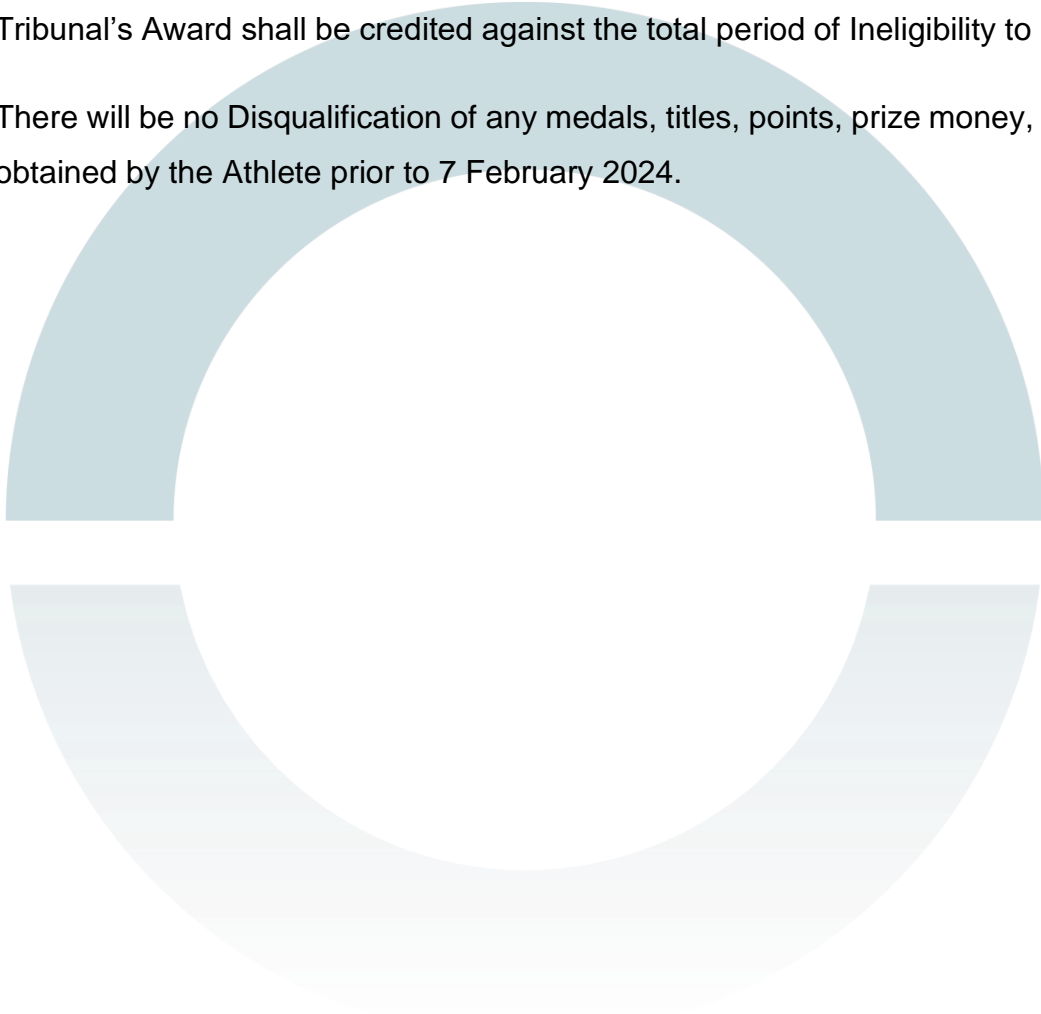 Tribunal’s Award shall be credited against the total period of Ineligibility to
There will be no Disqualification of any medals, titles, points, prize money,
obtained by the Athlete prior to 7 February 2024.